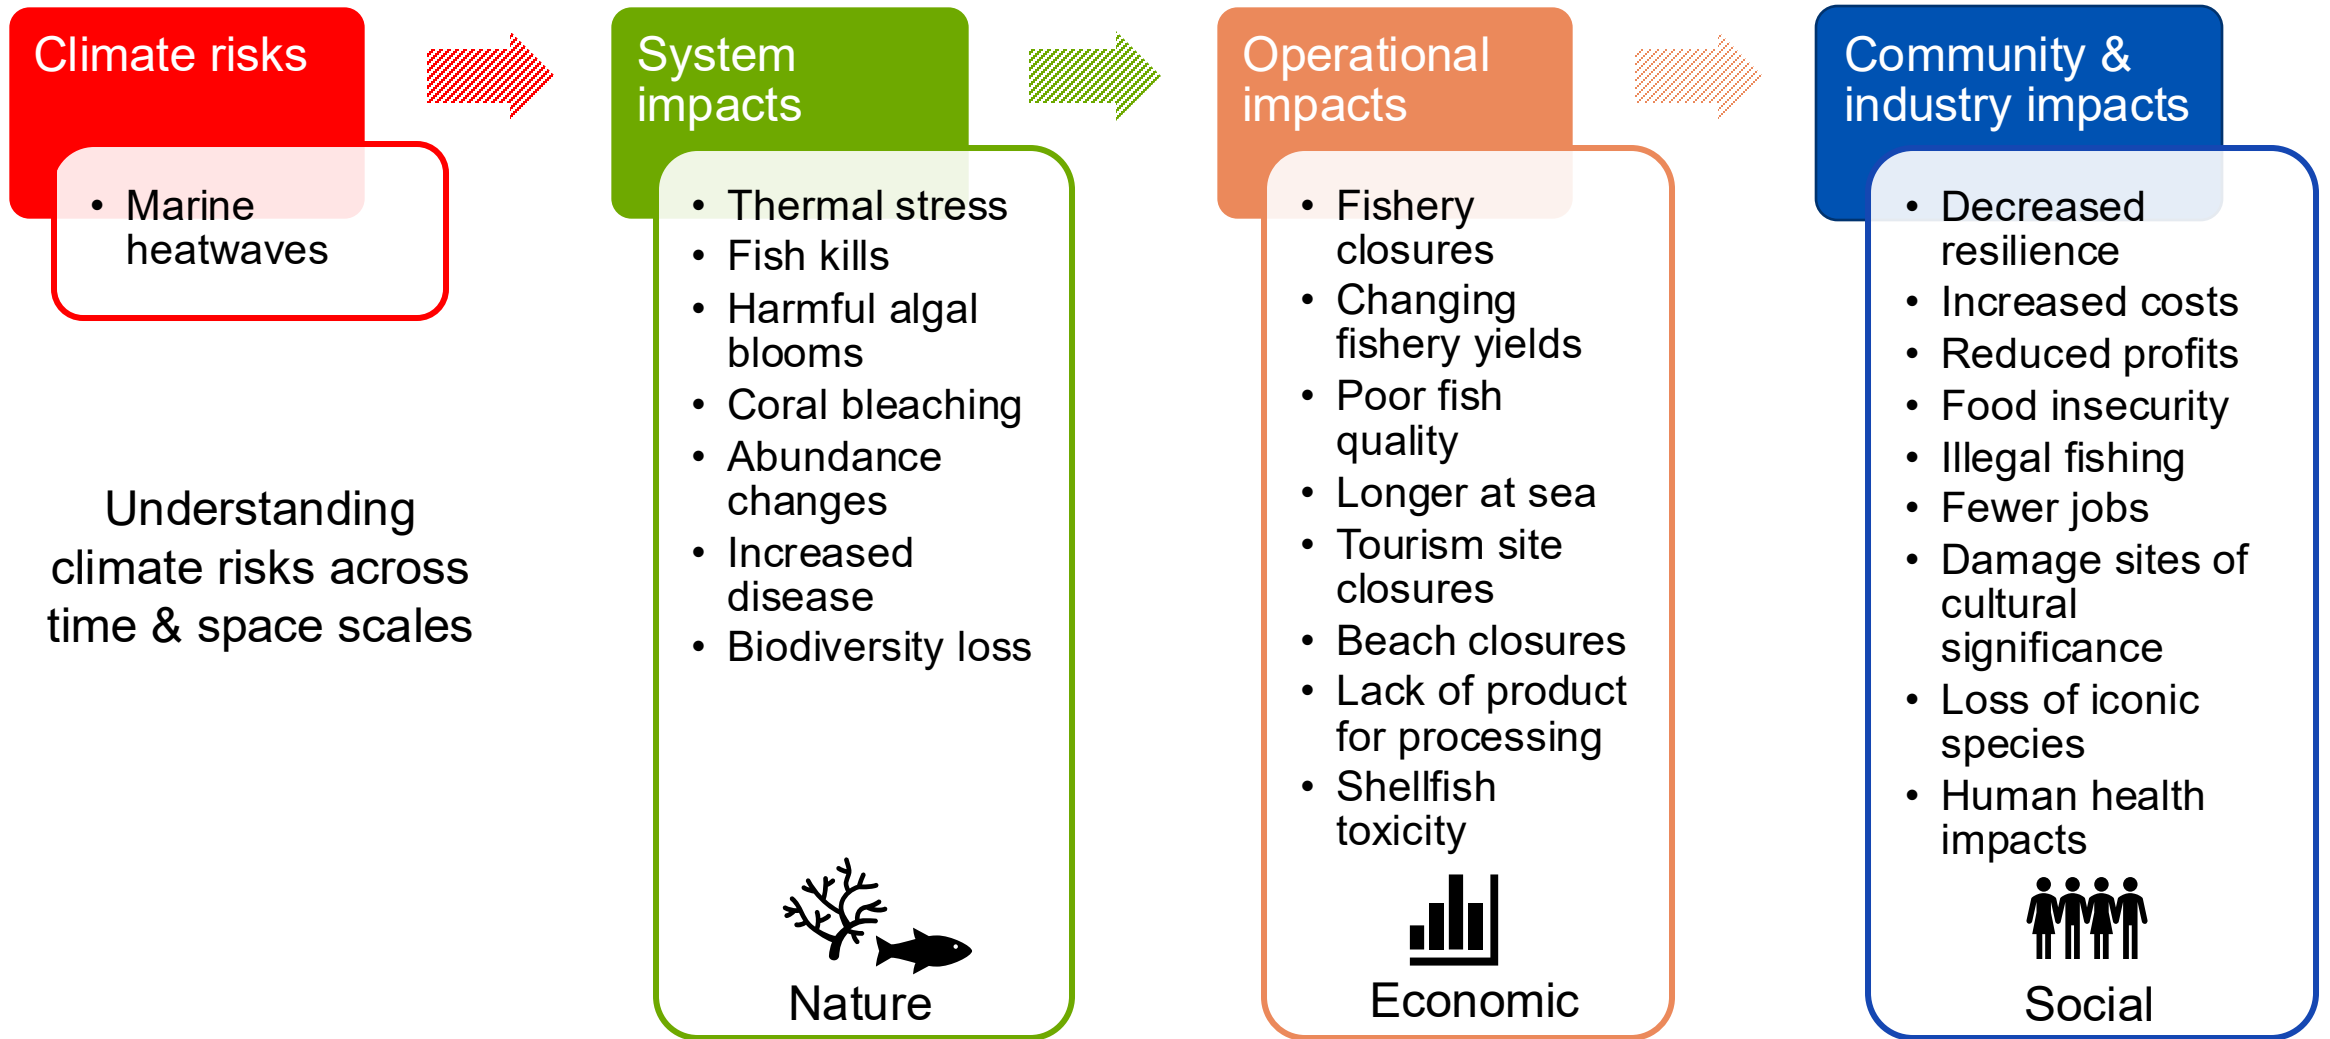 Climate risks
• Marine
heatwaves
Understanding
climate risks across
time & space scales
System
impacts
• Thermal stress
• Fish kills
• Harmful algal
blooms
• Coral bleaching
• Abundance
changes
• Increased
disease
• Biodiversity loss
Nature
Operational
impacts
• Fishery
closures
• Changing
fishery yields
• Poor fish
quality
• Longer at sea
• Tourism site
closures
• Beach closures
• Lack of product
for processing
• Shellfish
toxicity
Economic
Community &
industry impacts
• Decreased
resilience
• Increased costs
• Reduced profits
• Food insecurity
• Illegal fishing
• Fewer jobs
• Damage sites of
cultural
significance
• Loss of iconic
species
• Human health
impacts
Social